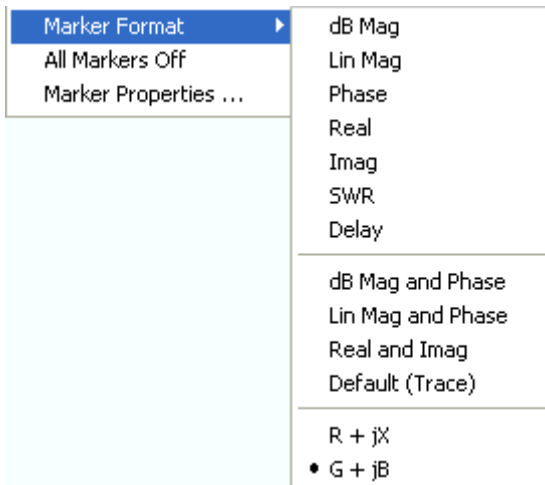 Marker Format
All Markers Off
Marker Properties ...
dB Mag
Lin Mag
Phase
Real
Imag
SWR
Delay
dB Mag and Phase
Lin Mag and Phase
Real and Imag
Default (Trace)
R + jX
• G + jB